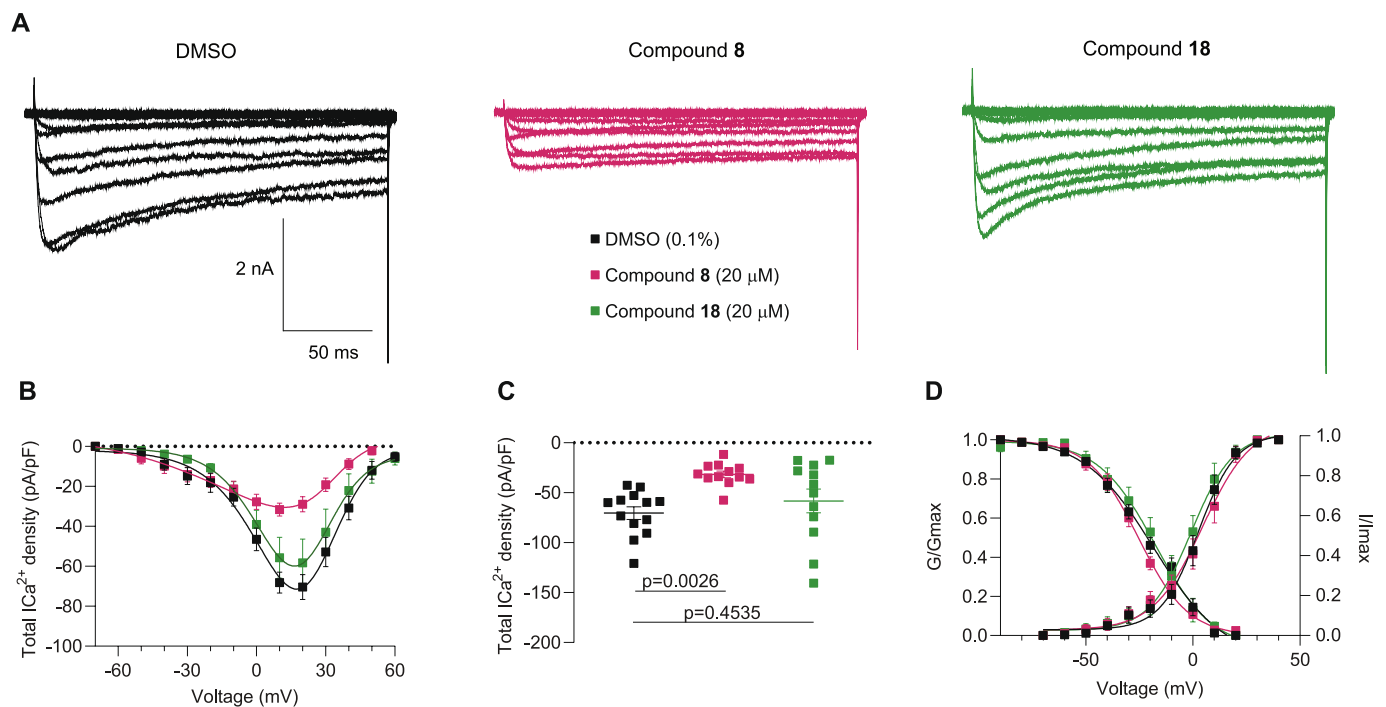 A
DMSO
Compound 8
Compound 18
2 nA
50 ms
DMSO (0.1%)
Compound 8 (20 μM)
Compound 18 (20 μM)
B
0
-20
-40
-60
-80
-100
Total ICa²⁺ density (pA/pF)
-60
-30
0
30
60
Voltage (mV)
C
0
-50
-100
-150
-200
Total ICa²⁺ density (pA/pF)
p=0.0026
p=0.4535
D
1.0
0.8
0.6
0.4
0.2
0.0
G/Gmax
1.0
0.8
0.6
0.4
0.2
0.0
I/Imax
-50
0
50
Voltage (mV)